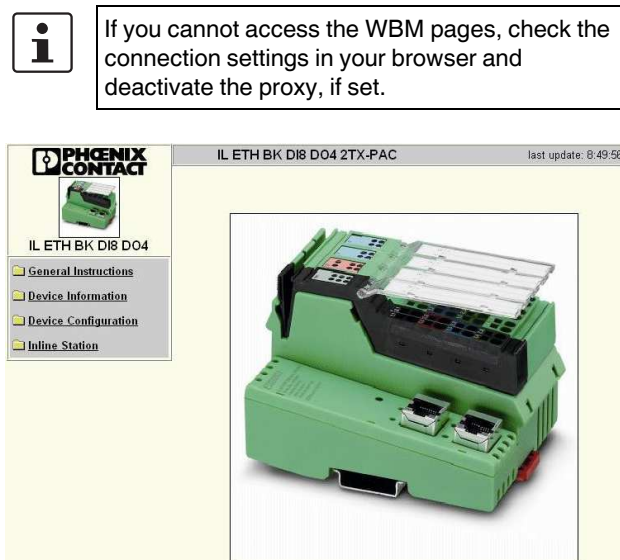 If you cannot access the WBM pages, check the
connection settings in your browser and
deactivate the proxy, if set.
PHŒNIX
CONTACT
IL ETH BK DI8 DO4 2TX-PAC
last update: 8:49:56
IL ETH BK DI8 DO4
General Instructions
Device Information
Device Configuration
Inline Station